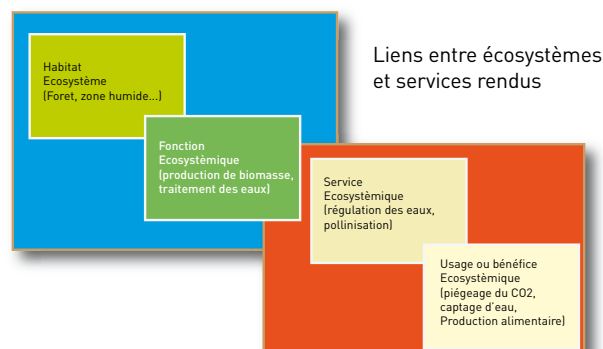 Liens entre écosystèmes
et services rendus
Habitat
Ecosystème
(Foret, zone humide...)
Fonction
Ecosystèmique
(production de biomasse,
traitement des eaux)
Service
Ecosystèmique
(régulation des eaux,
pollinisation)
Usage ou bénéfice
Ecosystèmique
(piégeage du CO2,
captage d'eau,
Production alimentaire)